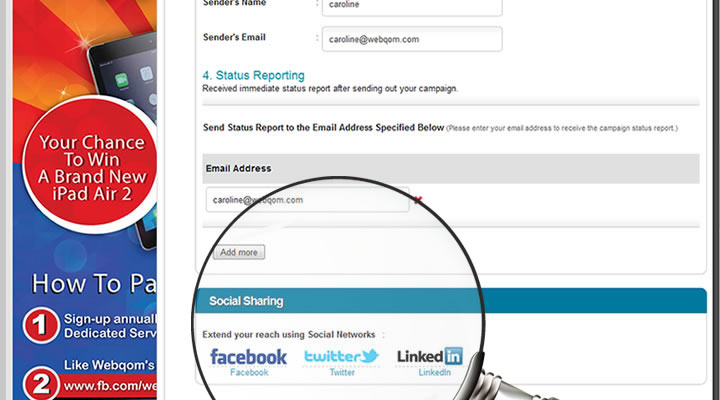 Your Chance
To Win
A Brand New
iPad Air 2
How To Pa
1
Sign-up annuall
Dedicated Serv
2
Like Webqom's
www.fb.com/we
Sender's Name : caroline
Sender's Email : caroline@webqom.com
4. Status Reporting
Received immediate status report after sending out your campaign.
Send Status Report to the Email Address Specified Below (Please enter your email address to receive the campaign status report.)
Email Address
caroline@webqom.com
Add more
Social Sharing
Extend your reach using Social Networks :
facebook twitter Linked in
Facebook Twitter LinkedIn